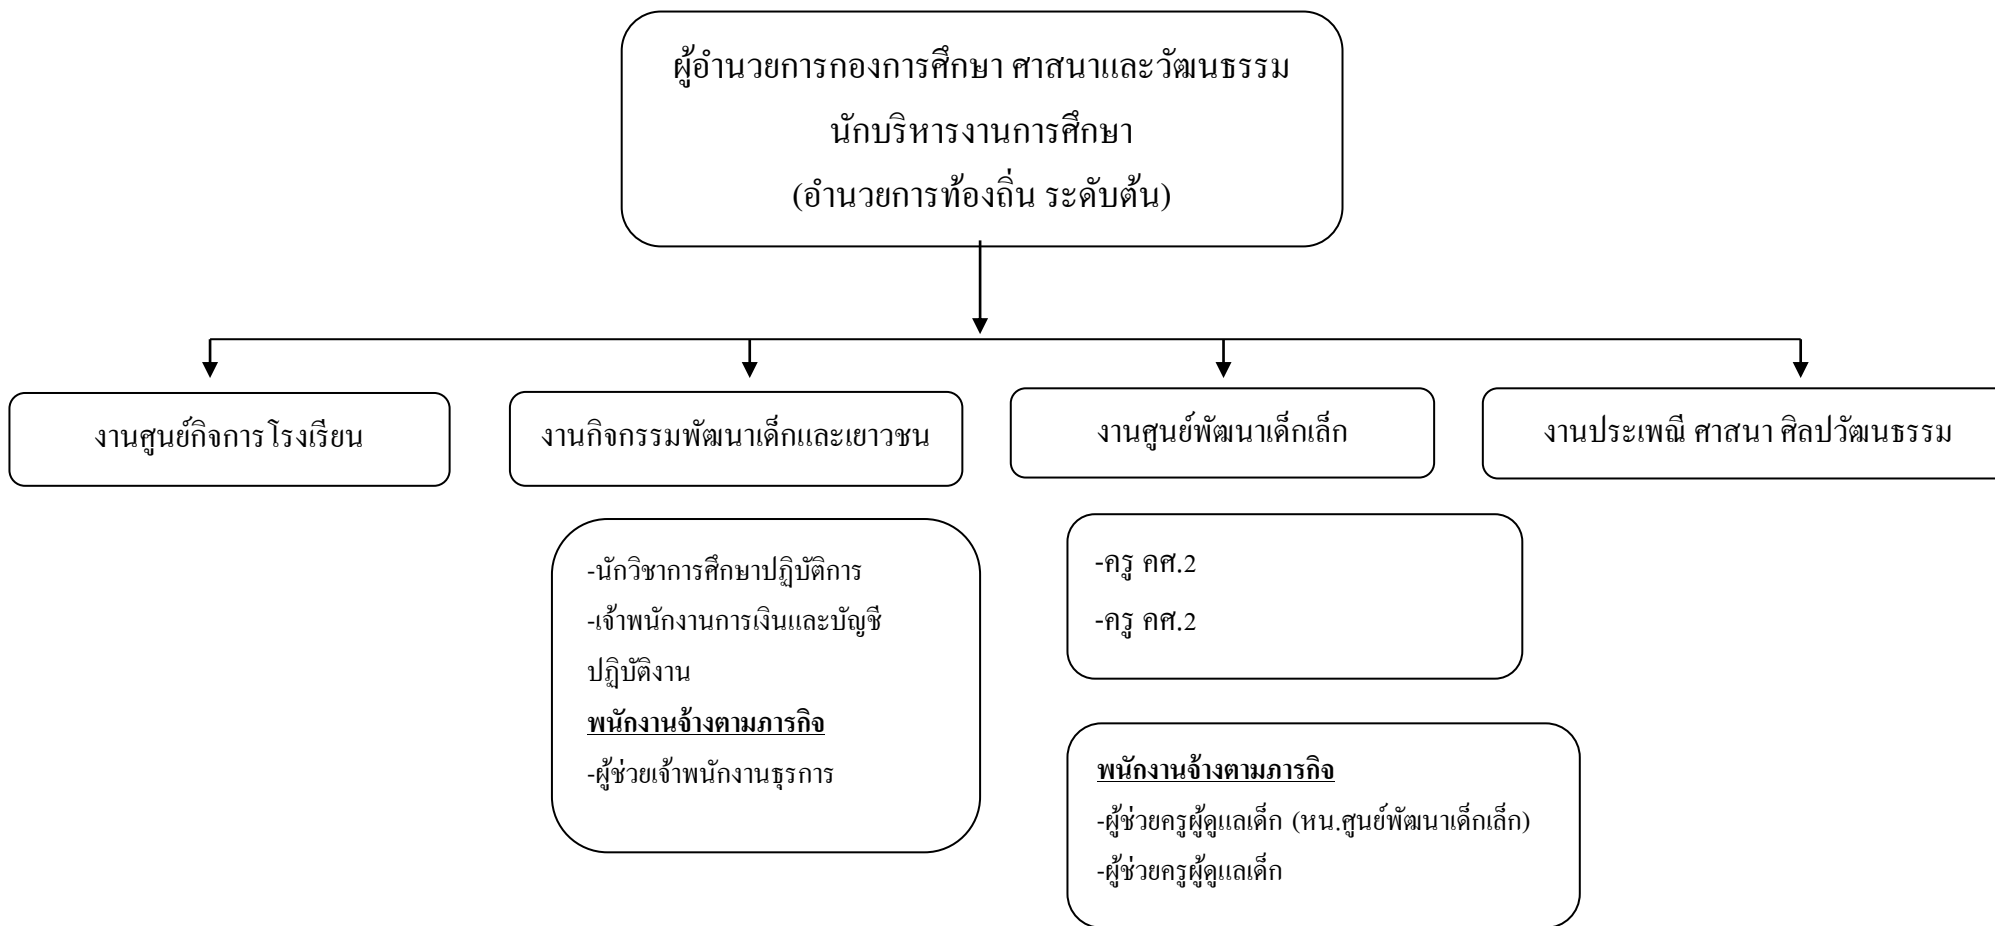 ผู้อำนวยการกองการศึกษา ศาสนาและวัฒนธรรม
นักบริหารงานการศึกษา
(อำนวยการท้องถิ่น ระดับต้น)
งานศูนย์กิจการโรงเรียน
งานกิจกรรมพัฒนาเด็กและเยาวชน
งานศูนย์พัฒนาเด็กเล็ก
งานประเพณี ศาสนา ศิลปวัฒนธรรม
-นักวิชาการศึกษาปฏิบัติการ
-เจ้าพนักงานการเงินและบัญชี
ปฏิบัติงาน
พนักงานจ้างตามภารกิจ
-ผู้ช่วยเจ้าพนักงานธุรการ
-ครู คศ.2
-ครู คศ.2
พนักงานจ้างตามภารกิจ
-ผู้ช่วยครูผู้ดูแลเด็ก (หน.ศูนย์พัฒนาเด็กเล็ก)
-ผู้ช่วยครูผู้ดูแลเด็ก